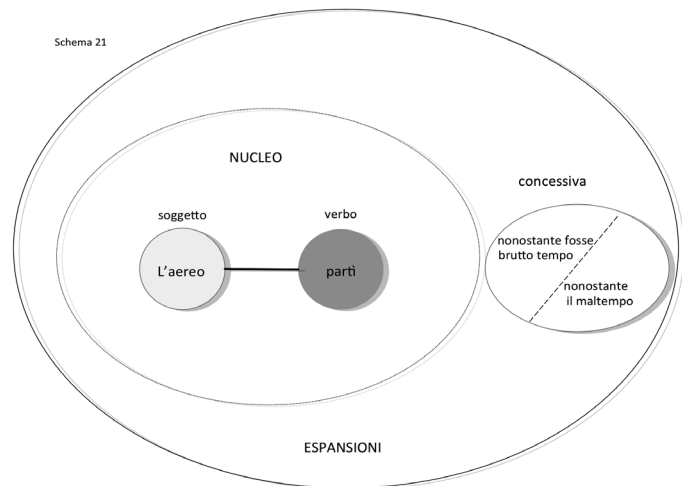 Schema 21
NUCLEO
concessiva
soggetto
verbo
L'aereo
partì
nonostante fosse
brutto tempo
nonostante
il maltempo
ESPANSIONI